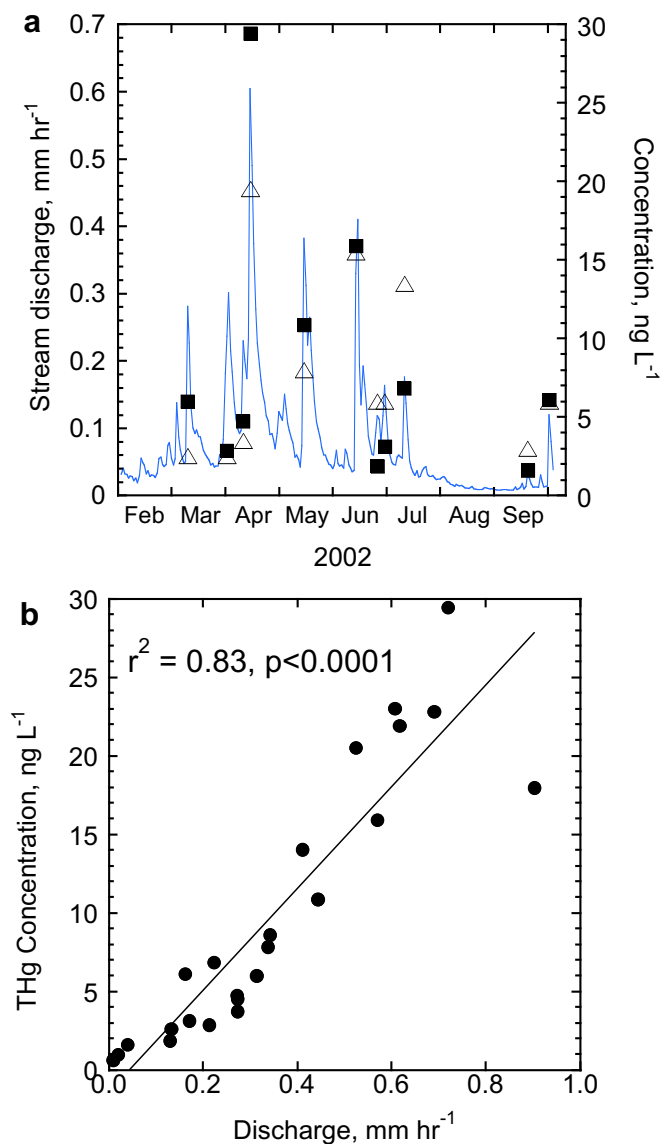 a
0.7
0.6
0.5
0.4
0.3
0.2
0.1
0
Stream discharge, mm hr⁻¹
30
25
20
15
10
5
0
Concentration, ng L⁻¹
Feb Mar Apr May Jun Jul Aug Sep
2002
b
r² = 0.83, p<0.0001
30
25
20
15
10
5
0
THg Concentration, ng L⁻¹
0.0 0.2 0.4 0.6 0.8 1.0
Discharge, mm hr⁻¹